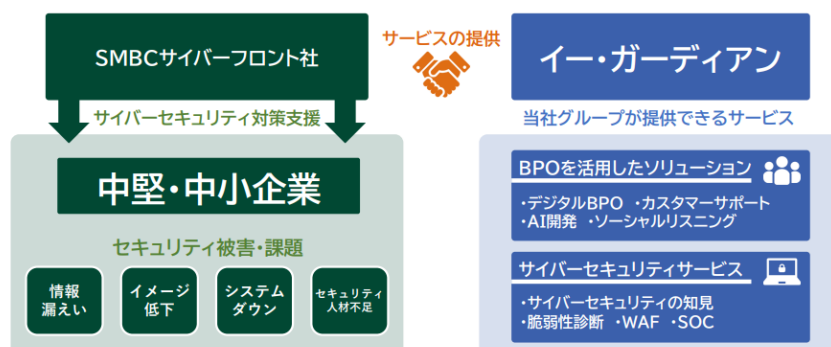 SMBCサイバーフロント社
サービスの提供
イー・ガーディアン
サイバーセキュリティ対策支援
当社グループが提供できるサービス
中堅・中小企業
セキュリティ被害・課題
情報
漏えい
イメージ
低下
システム
ダウン
セキュリティ
人材不足
BPOを活用したソリューション
・デジタルBPO ・カスタマーサポート
・AI開発 ・ソーシャルリスニング
サイバーセキュリティサービス
・サイバーセキュリティの知見
・脆弱性診断 ・WAF ・SOC